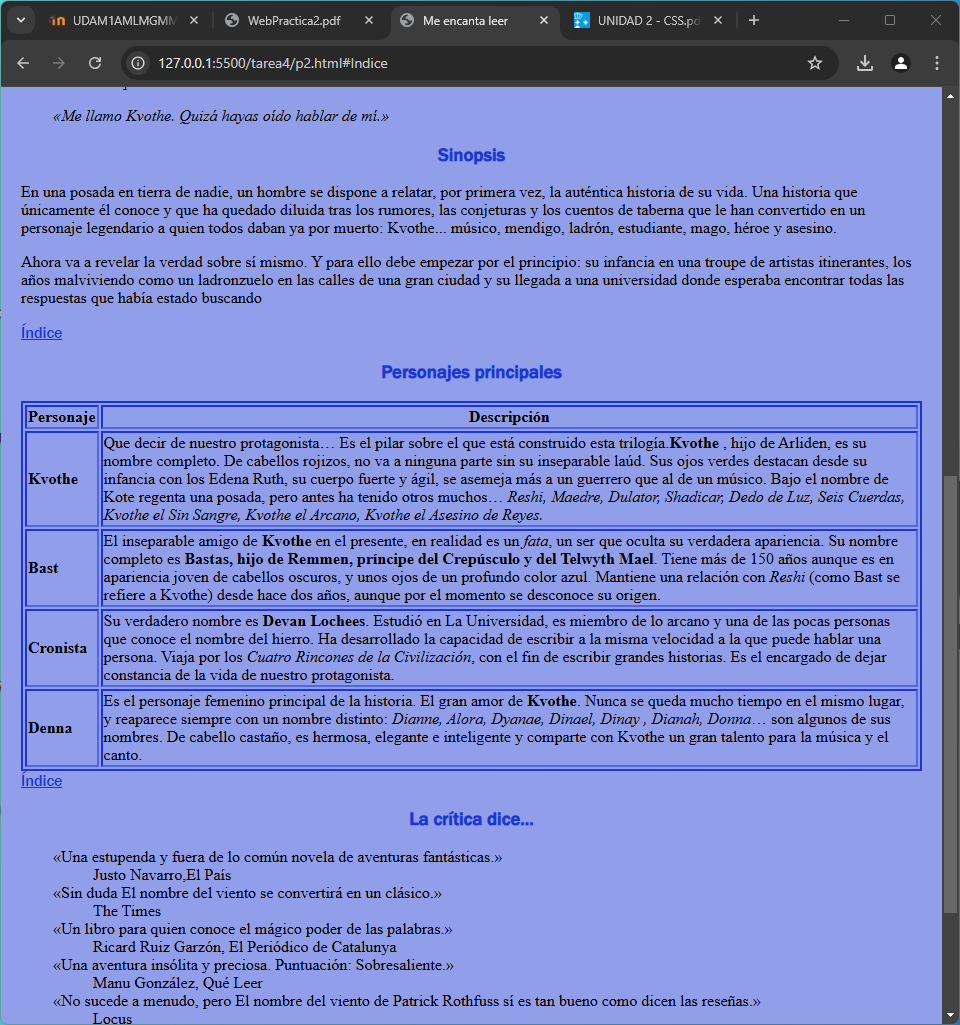 UDAM1AMLMGMM
WebPractica2.pdf
Me encanta leer
UNIDAD 2 - CSS.pd
127.0.0.1:5500/tarea4/p2.html#Indice
«Me llamo Kvothe. Quizá hayas oído hablar de mí.»
Sinopsis
En una posada en tierra de nadie, un hombre se dispone a relatar, por primera vez, la auténtica historia de su vida. Una historia que
únicamente él conoce y que ha quedado diluida tras los rumores, las conjeturas y los cuentos de taberna que le han convertido en un
personaje legendario a quien todos daban ya por muerto: Kvothe... músico, mendigo, ladrón, estudiante, mago, héroe y asesino.
Ahora va a revelar la verdad sobre sí mismo. Y para ello debe empezar por el principio: su infancia en una troupe de artistas itinerantes, los
años malviviendo como un ladronzuelo en las calles de una gran ciudad y su llegada a una universidad donde esperaba encontrar todas las
respuestas que había estado buscando
Índice
Personajes principales
Personaje
Descripción
Kvothe
Que decir de nuestro protagonista… Es el pilar sobre el que está construido esta trilogía.Kvothe , hijo de Arliden, es su
nombre completo. De cabellos rojizos, no va a ninguna parte sin su inseparable laúd. Sus ojos verdes destacan desde su
infancia con los Edena Ruth, su cuerpo fuerte y ágil, se asemeja más a un guerrero que al de un músico. Bajo el nombre de
Kote regenta una posada, pero antes ha tenido otros muchos… Reshi, Maedre, Dulator, Shadicar, Dedo de Luz, Seis Cuerdas,
Kvothe el Sin Sangre, Kvothe el Arcano, Kvothe el Asesino de Reyes.
Bast
El inseparable amigo de Kvothe en el presente, en realidad es un fata, un ser que oculta su verdadera apariencia. Su nombre
completo es Bastas, hijo de Remmen, príncipe del Crepúsculo y del Telwyth Mael. Tiene más de 150 años aunque es en
apariencia joven de cabellos oscuros, y unos ojos de un profundo color azul. Mantiene una relación con Reshi (como Bast se
refiere a Kvothe) desde hace dos años, aunque por el momento se desconoce su origen.
Cronista
Su verdadero nombre es Devan Lochees. Estudió en La Universidad, es miembro de lo arcano y una de las pocas personas
que conoce el nombre del hierro. Ha desarrollado la capacidad de escribir a la misma velocidad a la que puede hablar una
persona. Viaja por los Cuatro Rincones de la Civilización, con el fin de escribir grandes historias. Es el encargado de dejar
constancia de la vida de nuestro protagonista.
Denna
Es el personaje femenino principal de la historia. El gran amor de Kvothe. Nunca se queda mucho tiempo en el mismo lugar,
y reaparece siempre con un nombre distinto: Dianne, Alora, Dyanae, Dinael, Dinay , Dianah, Donna… son algunos de sus
nombres. De cabello castaño, es hermosa, elegante e inteligente y comparte con Kvothe un gran talento para la música y el
canto.
Índice
La crítica dice...
«Una estupenda y fuera de lo común novela de aventuras fantásticas.»
Justo Navarro,El País
«Sin duda El nombre del viento se convertirá en un clásico.»
The Times
«Un libro para quien conoce el mágico poder de las palabras.»
Ricard Ruiz Garzón, El Periódico de Catalunya
«Una aventura insólita y preciosa. Puntuación: Sobresaliente.»
Manu González, Qué Leer
«No sucede a menudo, pero El nombre del viento de Patrick Rothfuss sí es tan bueno como dicen las reseñas.»
Locus